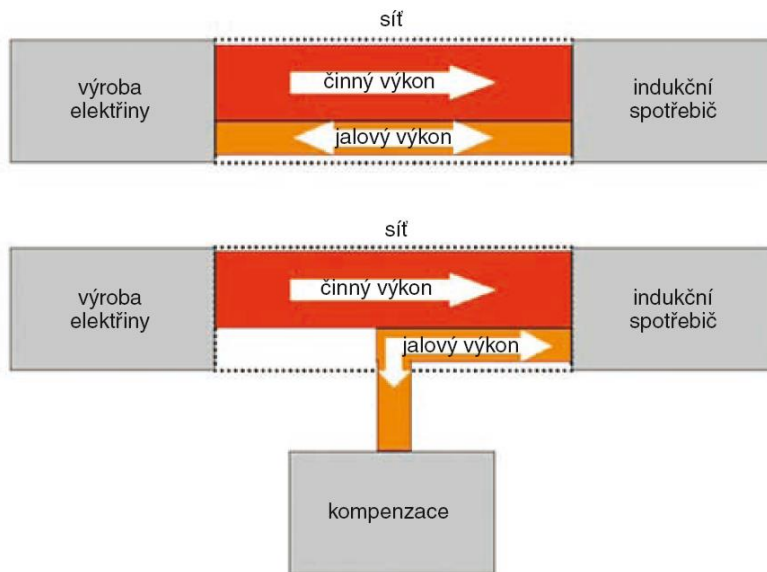 síť
výroba
elektřiny
činný výkon
jalový výkon
indukční
spotřebič
síť
výroba
elektřiny
činný výkon
jalový výkon
indukční
spotřebič
kompenzace